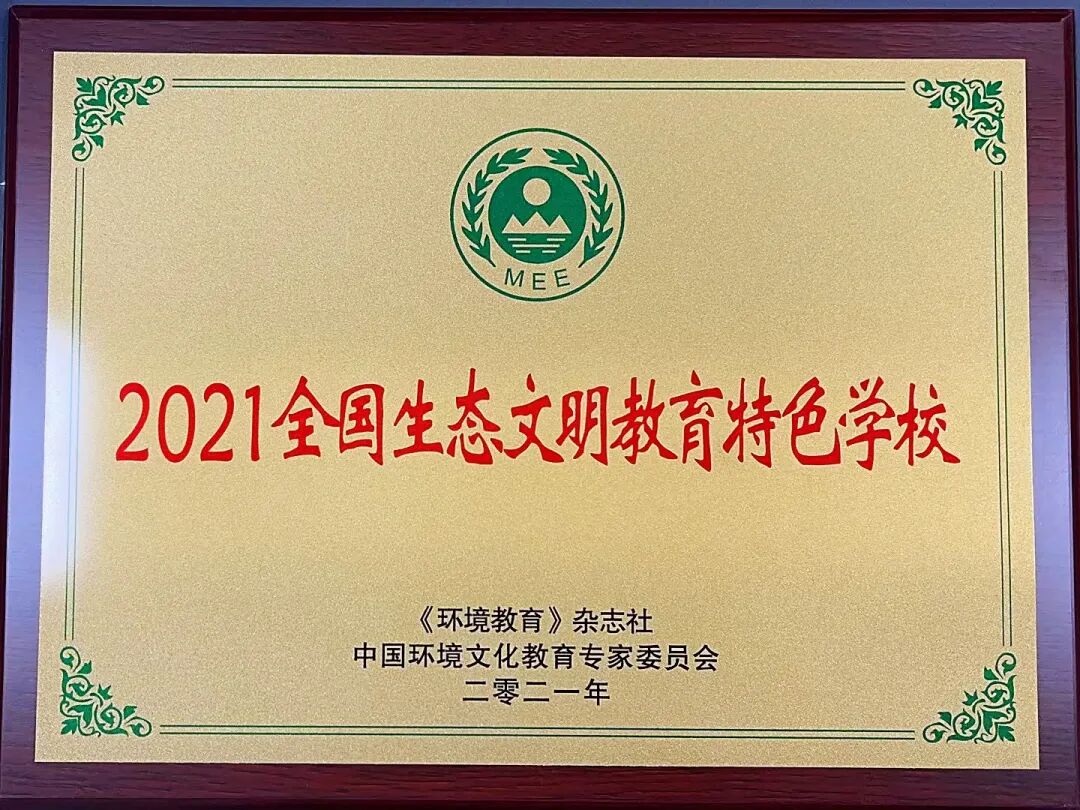 MEE
2021全国生态文明教育特色学校
《环境教育》杂志社
中国环境文化教育专家委员会
二零二一年